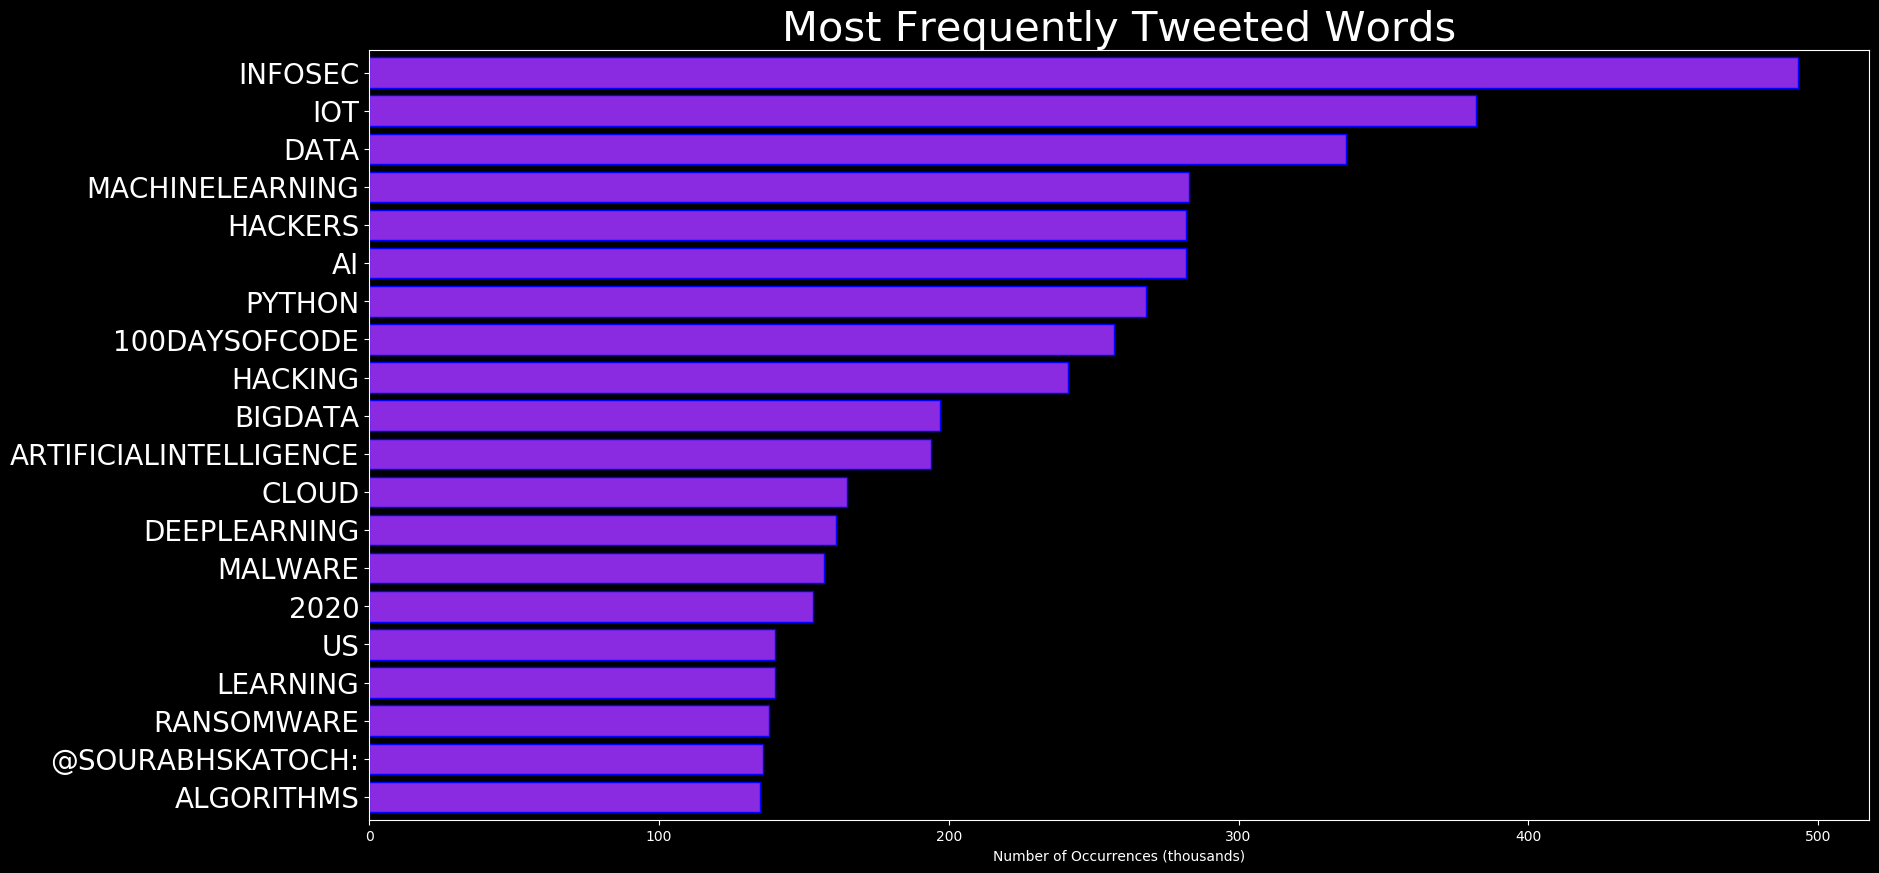 Most Frequently Tweeted Words
INFOSEC
IOT
DATA
MACHINELEARNING
HACKERS
AI
PYTHON
100DAYSOFCODE
HACKING
BIGDATA
ARTIFICIALINTELLIGENCE
CLOUD
DEEPLEARNING
MALWARE
2020
US
LEARNING
RANSOMWARE
@SOURABHSKATOCH:
ALGORITHMS
0 100 200 300 400 500
Number of Occurrences (thousands)